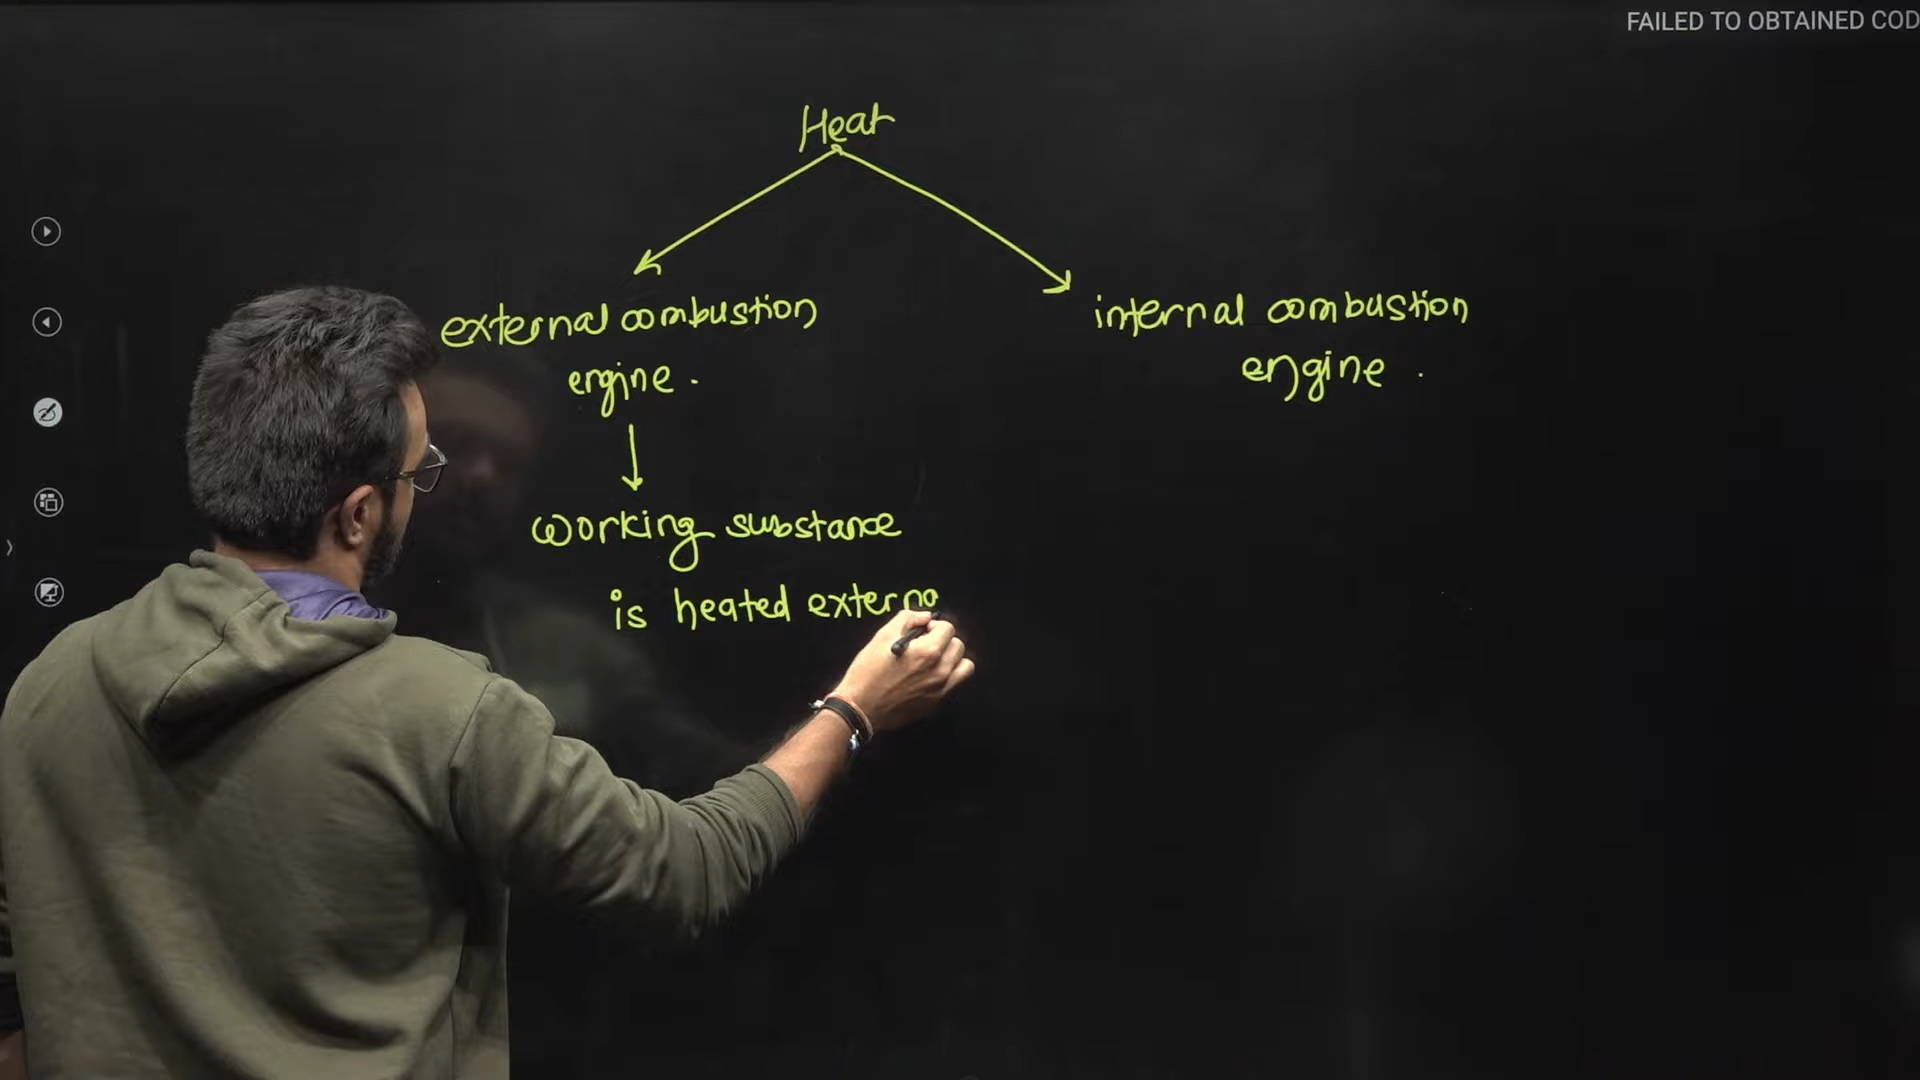 FAILED TO OBTAINED COD
Heat
external combustion
engine.
internal combustion
engine.
working substance
is heated externa